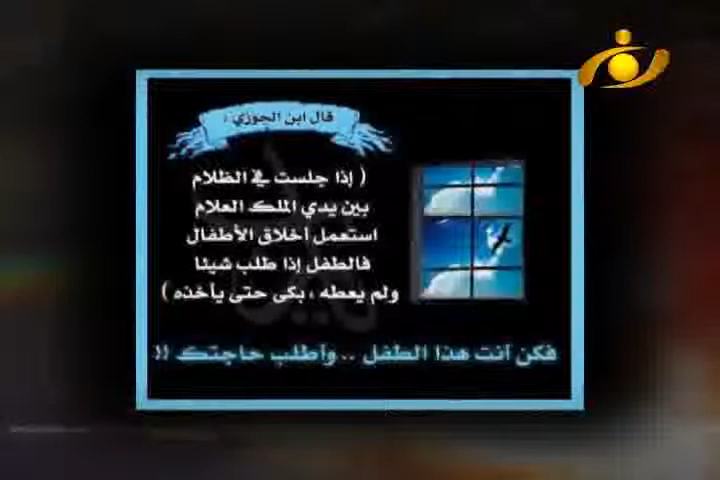 قال ابن الجوزي :
( إذا جلست في الظلام
بين يدي الملك العلام
استعمل أخلاق الأطفال
فالطفل إذا طلب شيئا
ولم يعطه ، بكى حتى يأخذه )
فكن أنت هذا الطفل .. وأطلب حاجتك !!